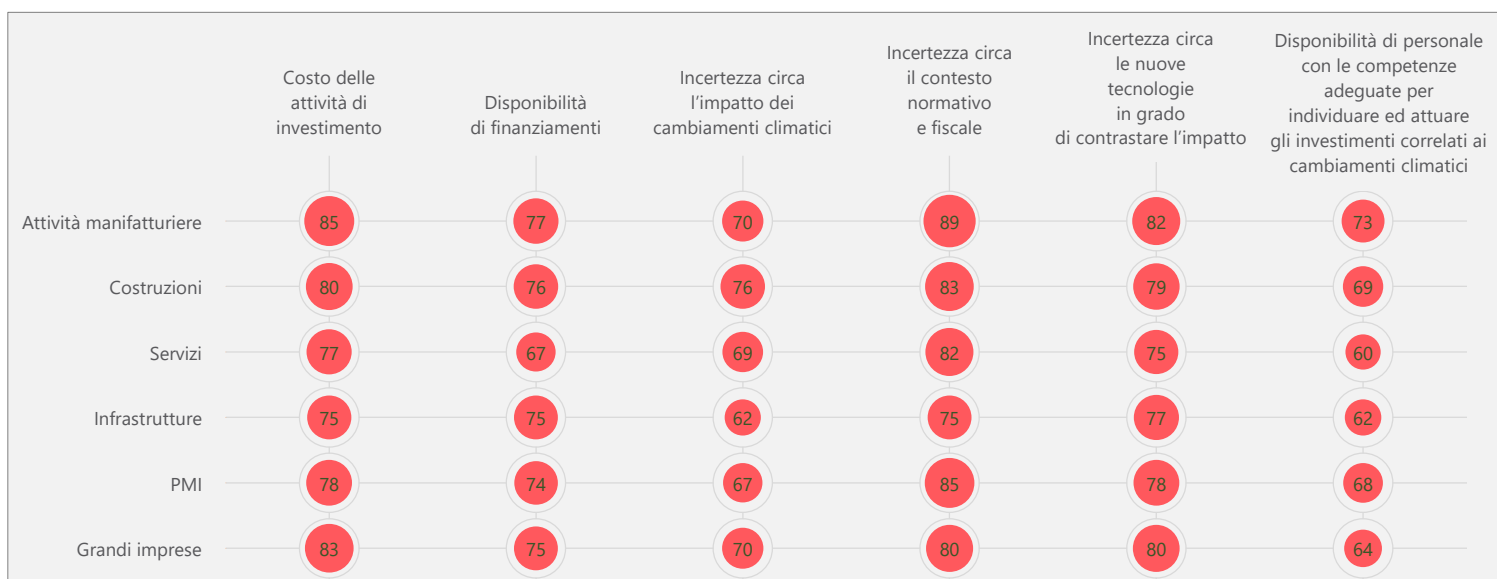 Costo delle
attività di
investimento
Disponibilità
di finanziamenti
Incertezza circa
l'impatto dei
cambiamenti climatici
Incertezza circa
il contesto
normativo
e fiscale
Incertezza circa
le nuove
tecnologie
in grado
di contrastare l'impatto
Disponibilità di personale
con le competenze
adeguate per
individuare ed attuare
gli investimenti correlati ai
cambiamenti climatici
Attività manifatturiere 85 77 70 89 82 73
Costruzioni 80 76 76 83 79 69
Servizi 77 67 69 82 75 60
Infrastrutture 75 75 62 75 77 62
PMI 78 74 67 85 78 68
Grandi imprese 83 75 70 80 80 64